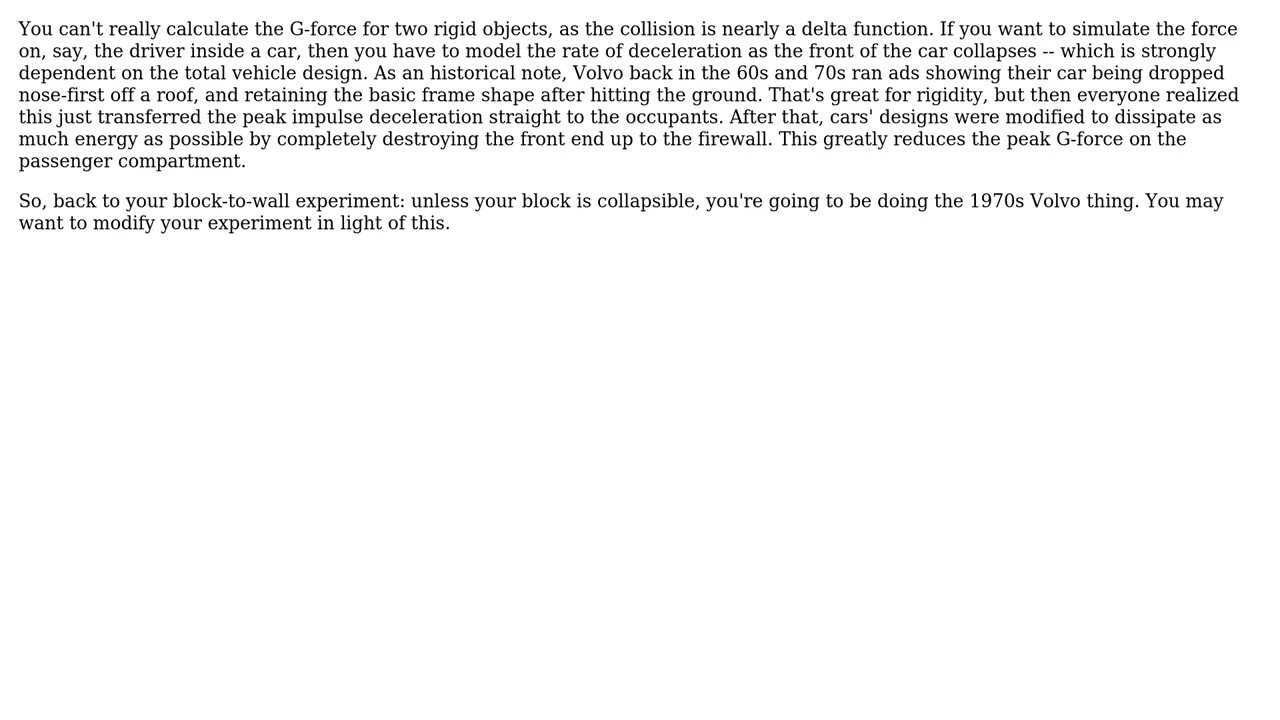 You can't really calculate the G-force for two rigid objects, as the collision is nearly a delta function. If you want to simulate the force
on, say, the driver inside a car, then you have to model the rate of deceleration as the front of the car collapses -- which is strongly
dependent on the total vehicle design. As an historical note, Volvo back in the 60s and 70s ran ads showing their car being dropped
nose-first off a roof, and retaining the basic frame shape after hitting the ground. That's great for rigidity, but then everyone realized
this just transferred the peak impulse deceleration straight to the occupants. After that, cars' designs were modified to dissipate as
much energy as possible by completely destroying the front end up to the firewall. This greatly reduces the peak G-force on the
passenger compartment.
So, back to your block-to-wall experiment: unless your block is collapsible, you're going to be doing the 1970s Volvo thing. You may
want to modify your experiment in light of this.